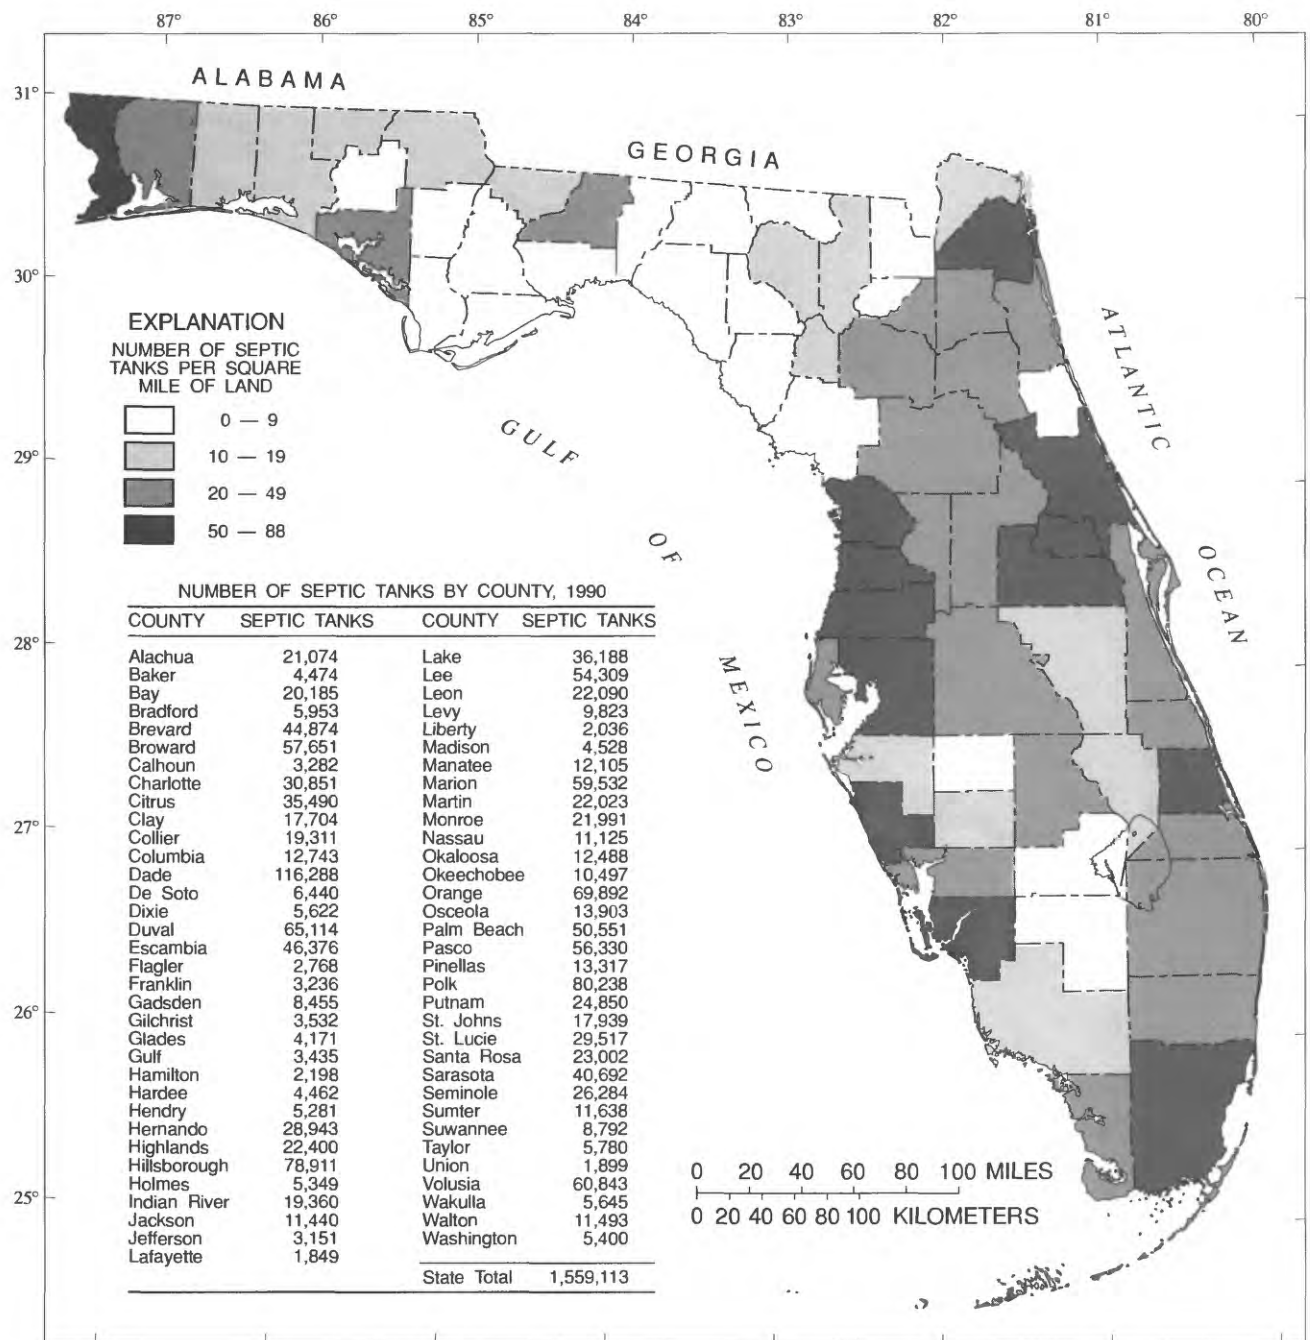 87° 86° 85° 84° 83° 82° 81° 80°
ALABAMA
31°
GEORGIA
30°
EXPLANATION
NUMBER OF SEPTIC
TANKS PER SQUARE
MILE OF LAND
0 — 9
10 — 19
20 — 49
50 — 88
ATLANTIC
OCEAN
GULF
OF
MEXICO
29°
28°
27°
26°
25°
NUMBER OF SEPTIC TANKS BY COUNTY, 1990
COUNTY SEPTIC TANKS COUNTY SEPTIC TANKS
Alachua 21,074 Lake 36,188
Baker 4,474 Lee 54,309
Bay 20,185 Leon 22,090
Bradford 5,953 Levy 9,823
Brevard 44,874 Liberty 2,036
Broward 57,651 Madison 4,528
Calhoun 3,282 Manatee 12,105
Charlotte 30,851 Marion 59,532
Citrus 35,490 Martin 22,023
Clay 17,704 Monroe 21,991
Collier 19,311 Nassau 11,125
Columbia 12,743 Okaloosa 12,488
Dade 116,288 Okeechobee 10,497
De Soto 6,440 Orange 69,892
Dixie 5,622 Osceola 13,903
Duval 65,114 Palm Beach 50,551
Escambia 46,376 Pasco 56,330
Flagler 2,768 Pinellas 13,317
Franklin 3,236 Polk 80,238
Gadsden 8,455 Putnam 24,850
Gilchrist 3,532 St. Johns 17,939
Glades 4,171 St. Lucie 29,517
Gulf 3,435 Santa Rosa 23,002
Hamilton 2,198 Sarasota 40,692
Hardee 4,462 Seminole 26,284
Hendry 5,281 Sumter 11,638
Hernando 28,943 Suwannee 8,792
Highlands 22,400 Taylor 5,780
Hillsborough 78,911 Union 1,899
Holmes 5,349 Volusia 60,843
Indian River 19,360 Wakulla 5,645
Jackson 11,440 Walton 11,493
Jefferson 3,151 Washington 5,400
Lafayette 1,849
State Total 1,559,113
0 20 40 60 80 100 MILES
0 20 40 60 80 100 KILOMETERS